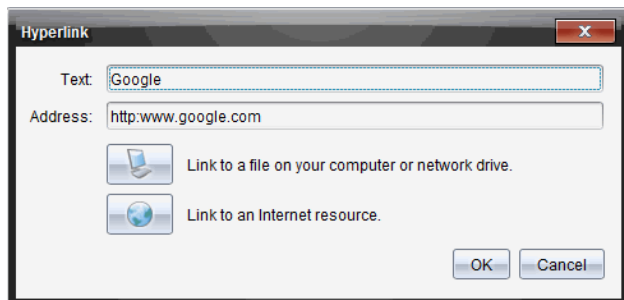 Hyperlink
Text: Google
Address: http:www.google.com
Link to a file on your computer or network drive.
Link to an Internet resource.
OK Cancel